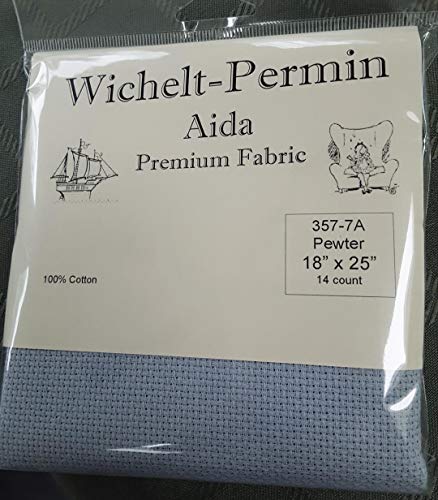 Wichelt-Permin
Aida
Premium Fabric
357-7A
Pewter
18” x 25”
14 count
100% Cotton